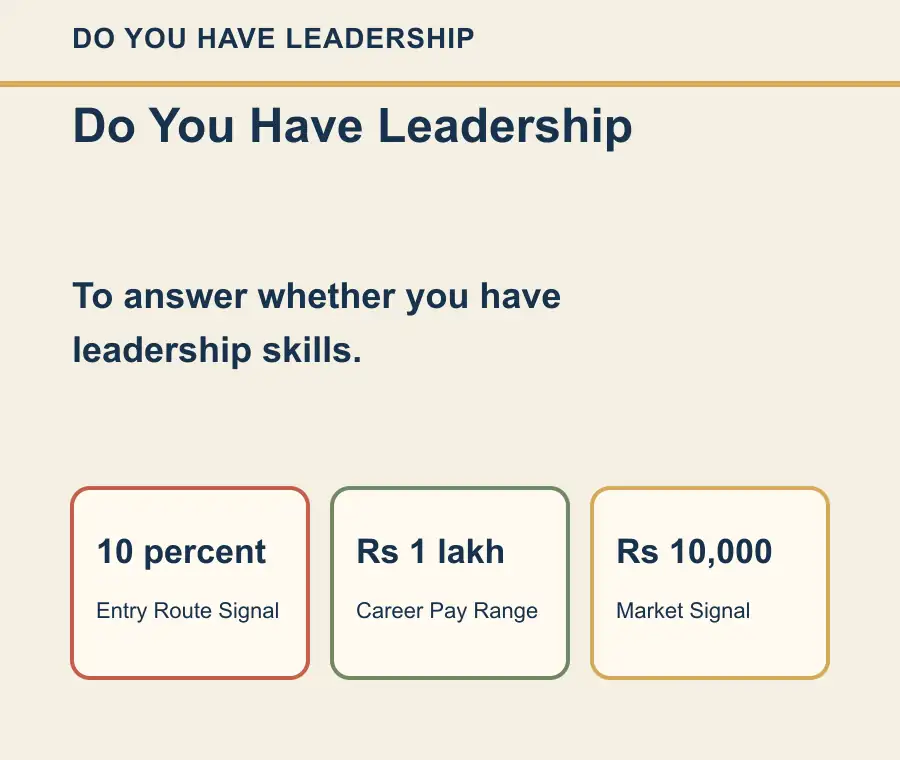 DO YOU HAVE LEADERSHIP
Do You Have Leadership
To answer whether you have
leadership skills.
10 percent
Entry Route Signal
Rs 1 lakh
Career Pay Range
Rs 10,000
Market Signal